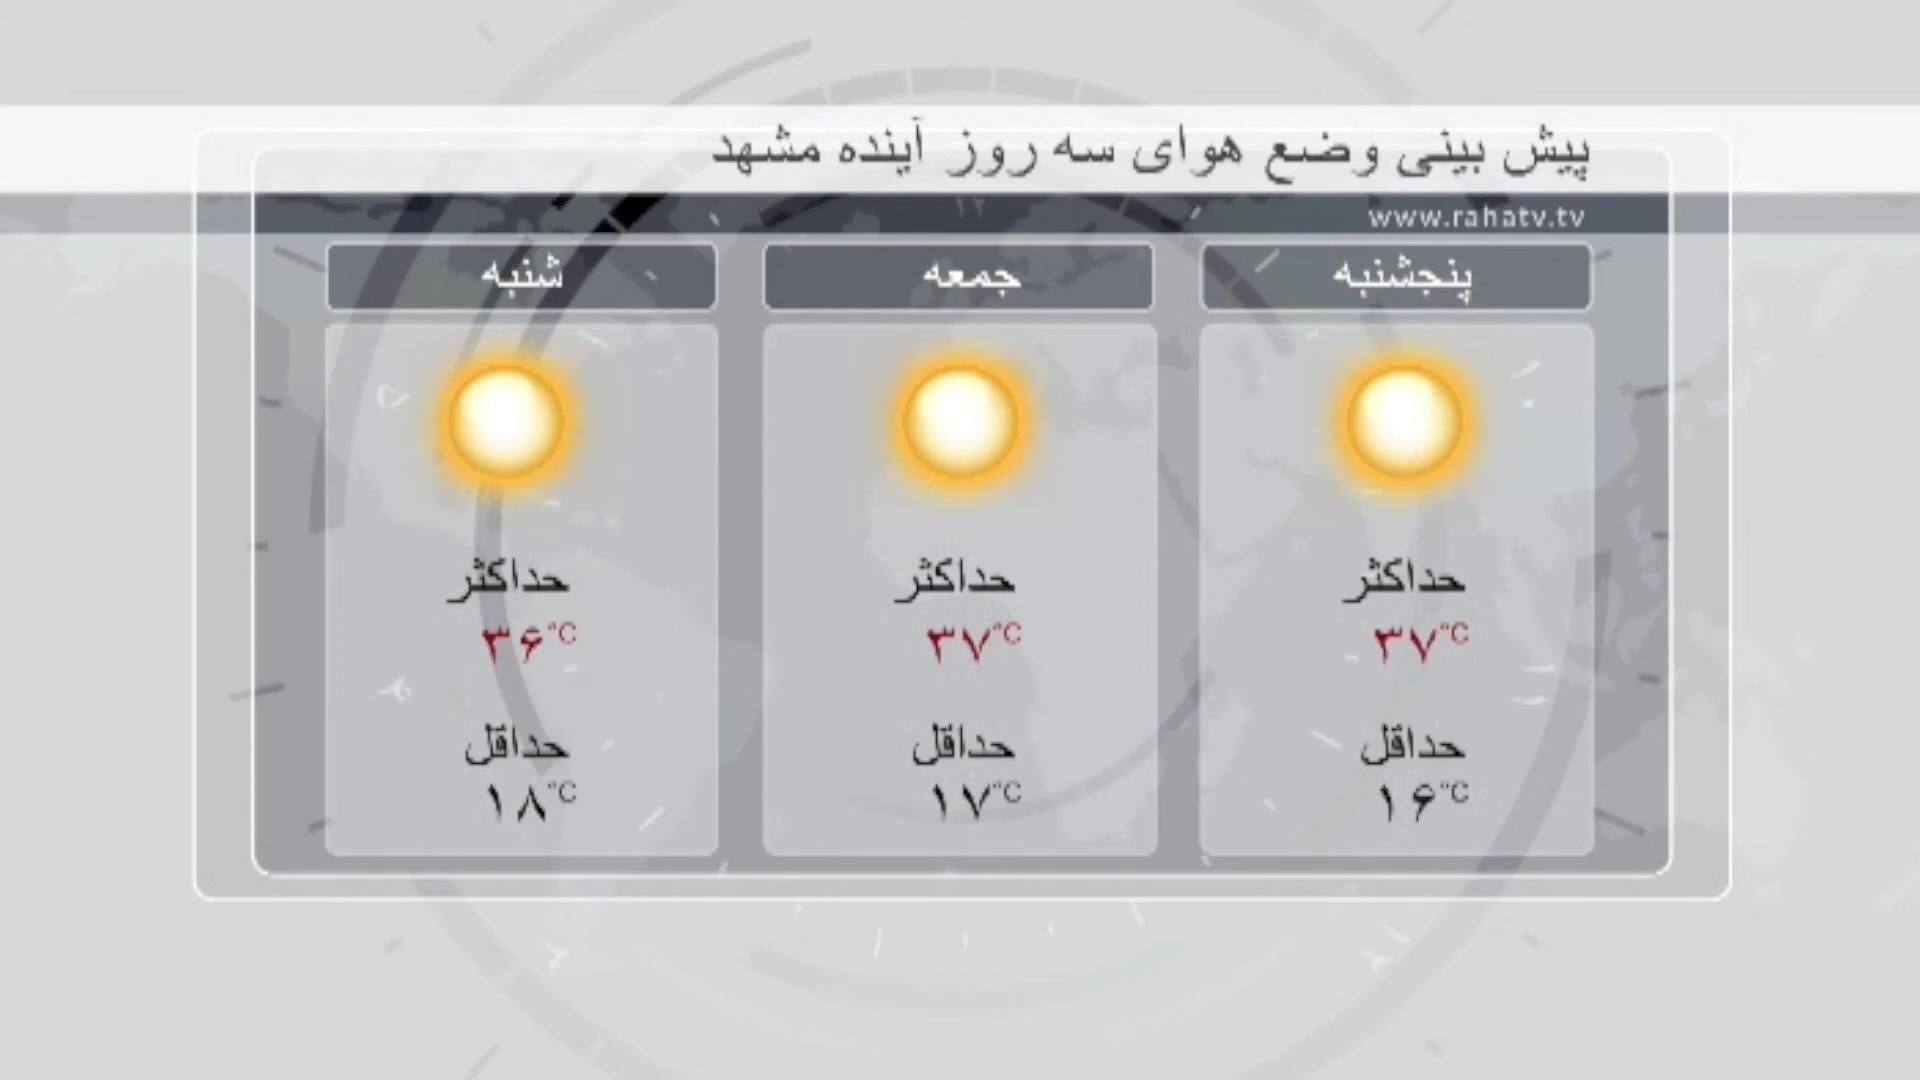 پیش بینی وضع هوای سه روز آینده مشهد
www.rahatv.tv
پنجشنبه
جمعه
شنبه
حداکثر
۳۷°C
حداقل
۱۶°C
حداکثر
۳۷°C
حداقل
۱۷°C
حداکثر
۳۶°C
حداقل
۱۸°C